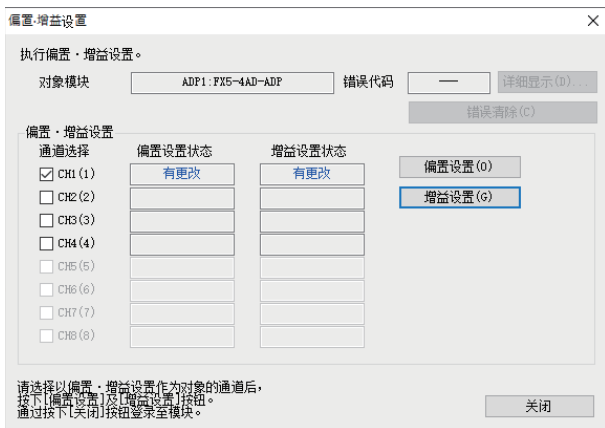 偏置·增益设置
执行偏置·增益设置。
对象模块 ADP1:FX5-4AD-ADP 错误代码 — 详细显示(D)...
错误清除(C)
偏置·增益设置
通道选择 偏置设置状态 增益设置状态
CH1(1) 有更改 有更改 偏置设置(O)
CH2(2) 增益设置(G)
CH3(3)
CH4(4)
CH5(5)
CH6(6)
CH7(7)
CH8(8)
请选择以偏置·增益设置作为对象的通道后，
按下[偏置设置]及[增益设置]按钮。
通过按下[关闭]按钮登录至模块。
关闭